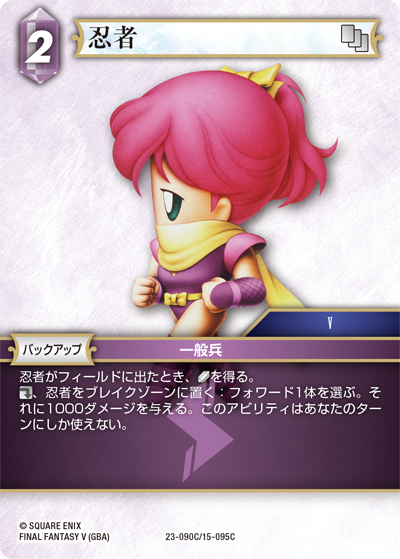 2
忍者
V
バックアップ
一般兵
忍者がフィールドに出たとき、を得る。
、忍者をブレイクゾーンに置く：フォワード1体を選ぶ。そ
れに1000ダメージを与える。このアビリティはあなたのター
ンにしか使えない。
© SQUARE ENIX
FINAL FANTASY V (GBA)
23-090C/15-095C